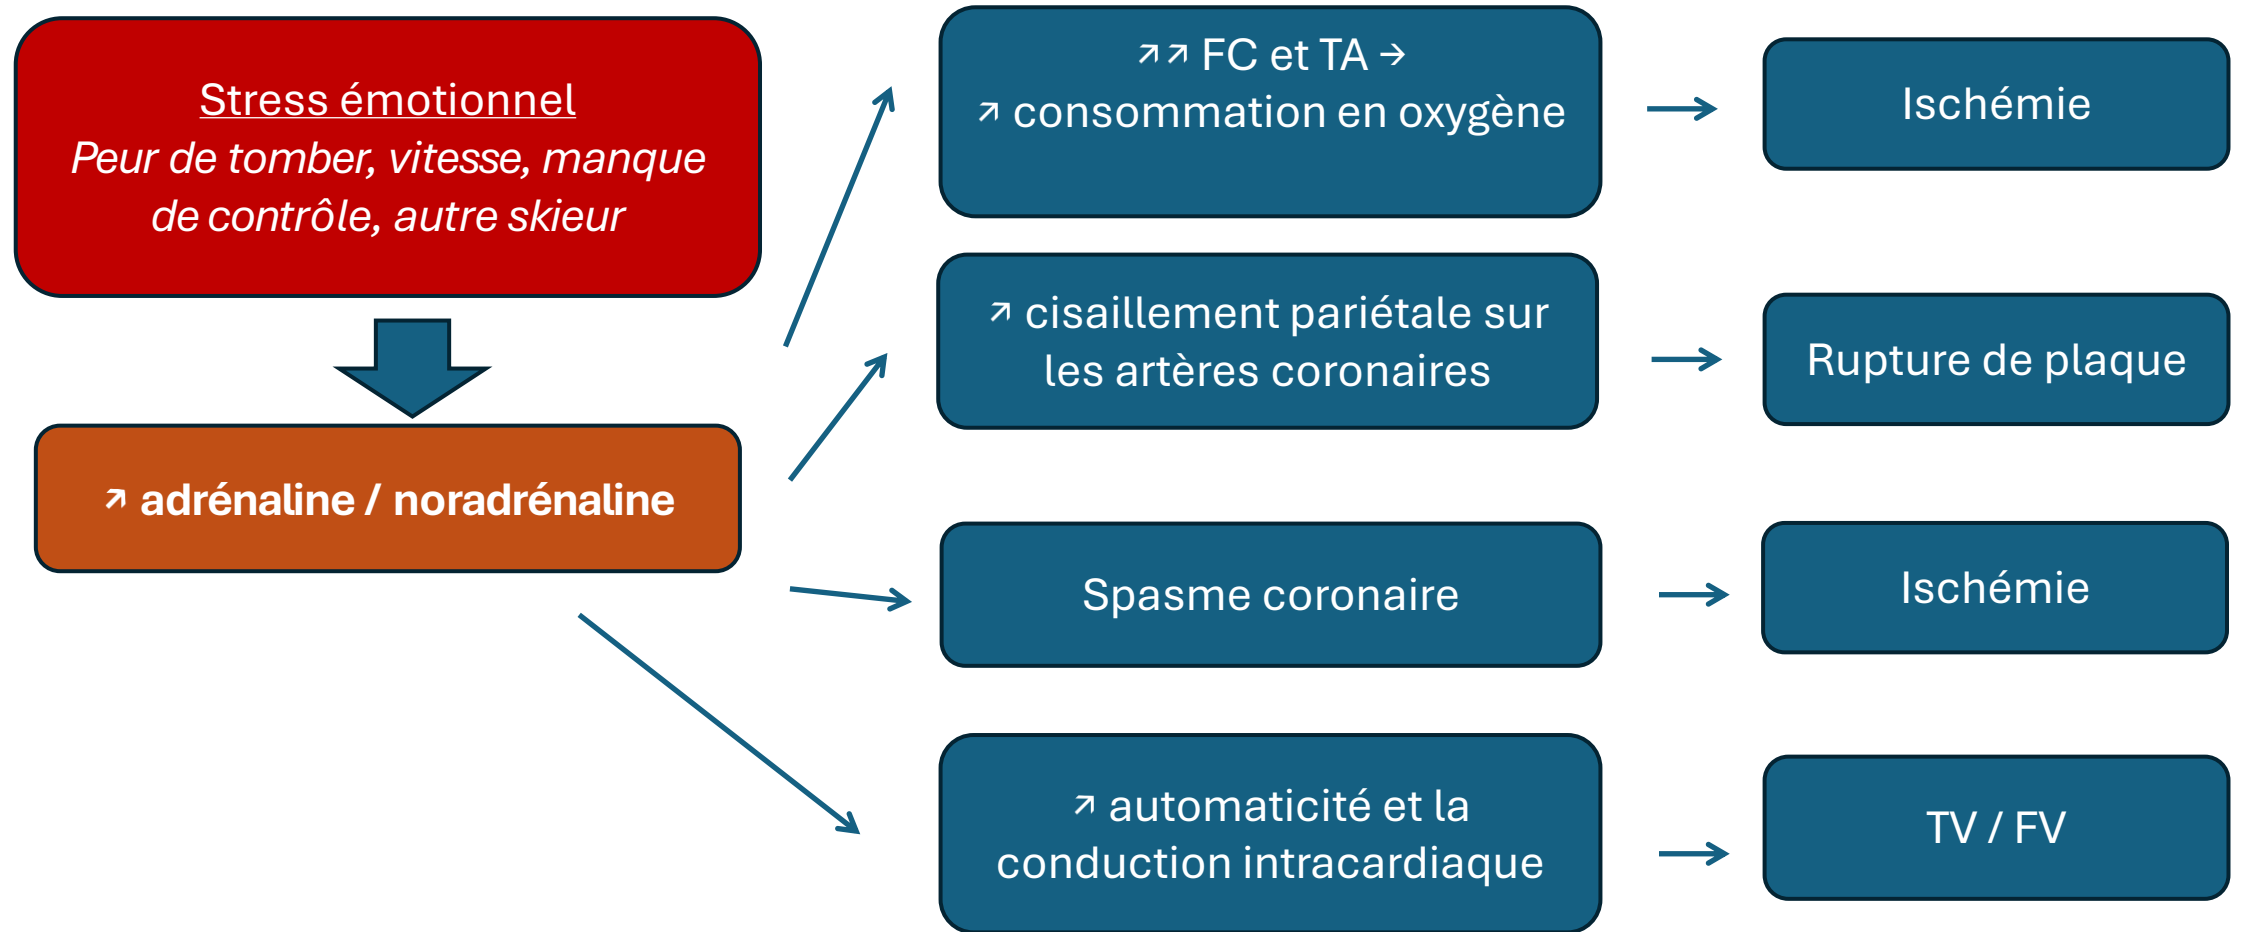 Stress émotionnel
Peur de tomber, vitesse, manque
de contrôle, autre skieur
↗ adrénaline / noradrénaline
↗↗ FC et TA →
↗ consommation en oxygène
Ischémie
↗ cisaillement pariétale sur
les artères coronaires
Rupture de plaque
Spasme coronaire
Ischémie
↗ automaticité et la
conduction intracardiaque
TV / FV